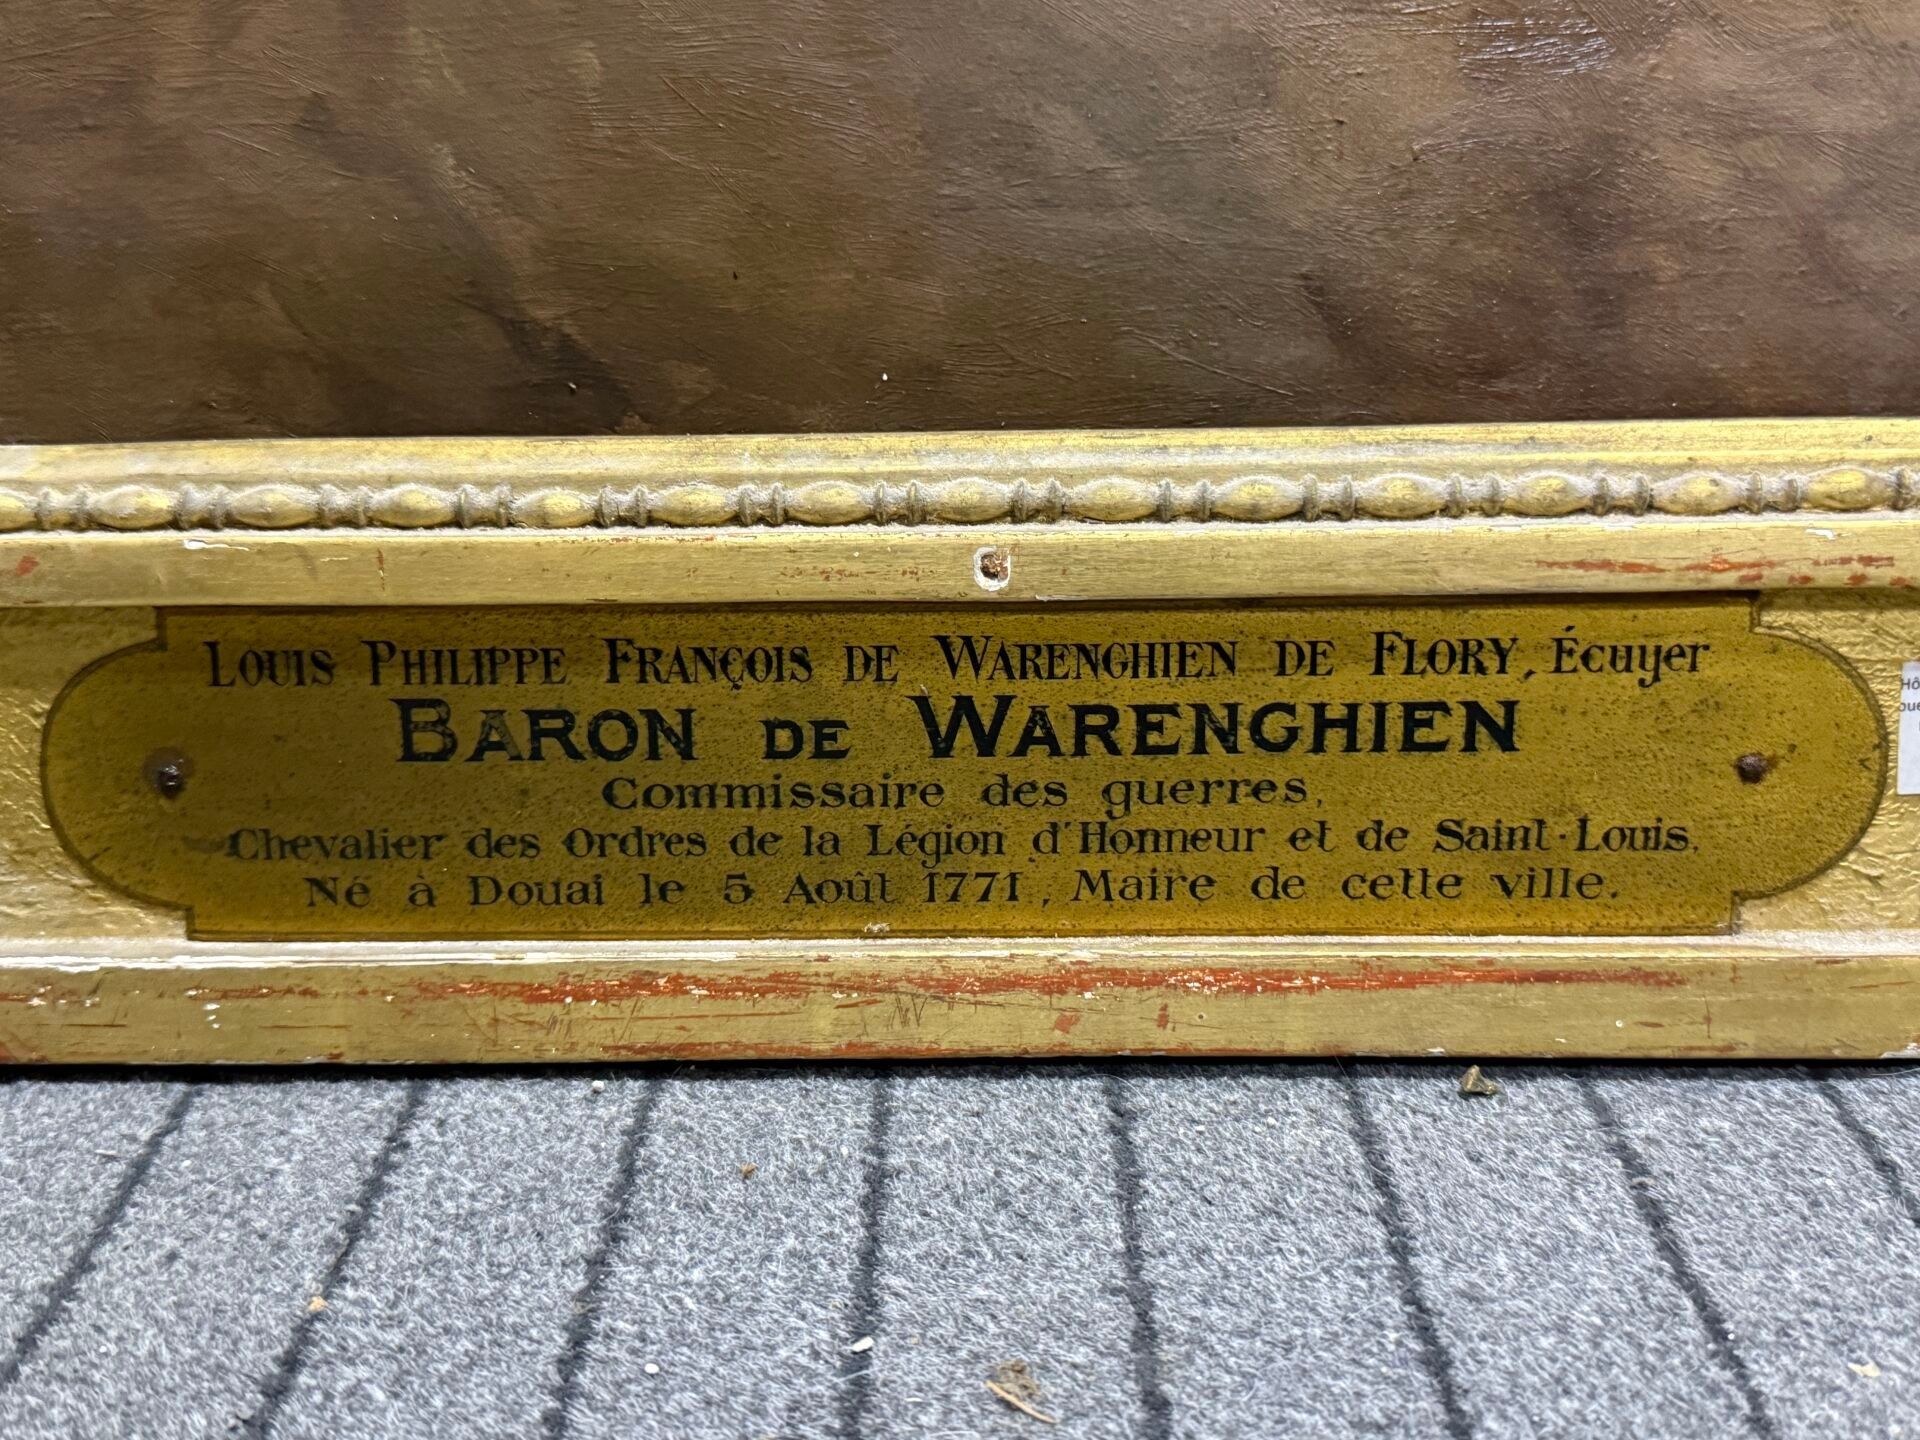 LOUIS PHILIPPE FRANÇOIS DE WARENGHIEN DE FLORY, Écuyer
BARON DE WARENGHIEN
Commissaire des guerres,
Chevalier des Ordres de la Légion d'Honneur et de Saint-Louis,
Né à Douai le 5 Août 1771, Maire de cette ville.